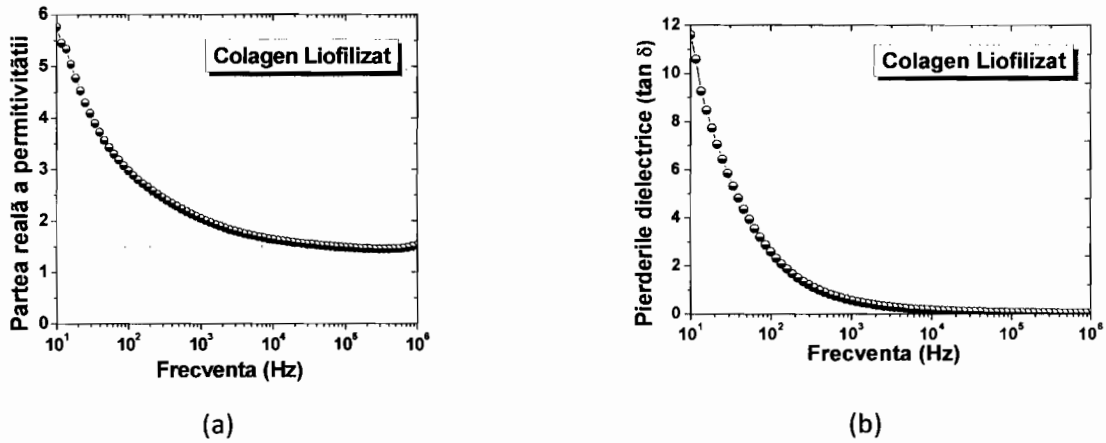 Colagen Liofilizat
Partea reală a permitivităţii
6
5
4
3
2
1
0
10¹ 10² 10³ 10⁴ 10⁵ 10⁶
Frecventa (Hz)
(a)
Colagen Liofilizat
Pierderile dielectrice (tan δ)
12
10
8
6
4
2
0
10¹ 10² 10³ 10⁴ 10⁵ 10⁶
Frecventa (Hz)
(b)